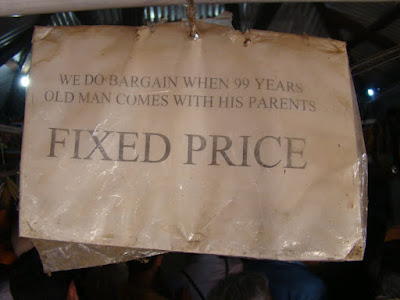 WE DO BARGAIN WHEN 99 YEARS
OLD MAN COMES WITH HIS PARENTS
FIXED PRICE